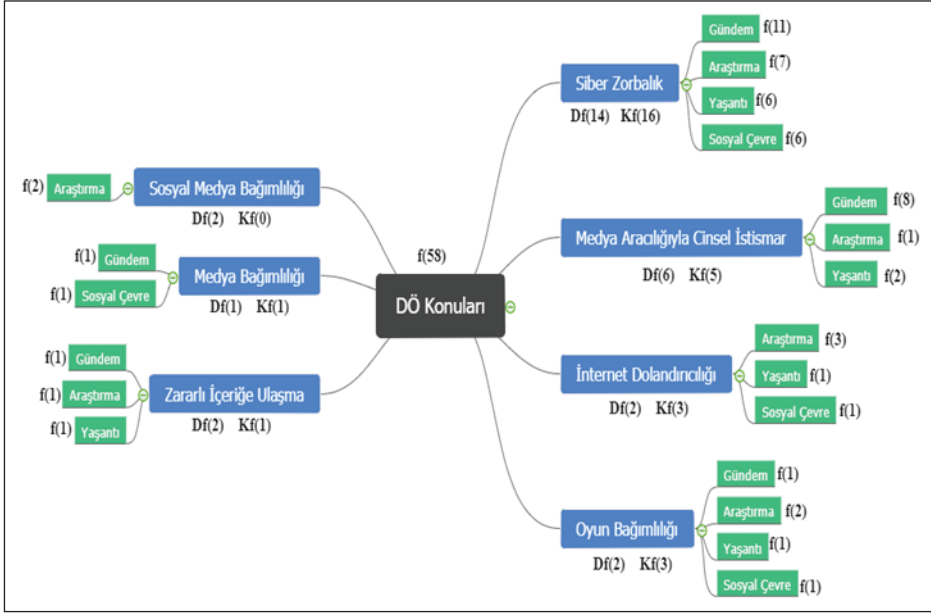 f(58)
DÖ Konuları
Siber Zorbalık
Df(14) Kf(16)
Gündem f(11)
Araştırma f(7)
Yaşantı f(6)
Sosyal Çevre f(6)
Medya Aracılığıyla Cinsel İstismar
Df(6) Kf(5)
Gündem f(8)
Araştırma f(1)
Yaşantı f(2)
İnternet Dolandırıcılığı
Df(2) Kf(3)
Araştırma f(3)
Yaşantı f(1)
Sosyal Çevre f(1)
Oyun Bağımlılığı
Df(2) Kf(3)
Gündem f(1)
Araştırma f(2)
Yaşantı f(1)
Sosyal Çevre f(1)
Sosyal Medya Bağımlılığı
Df(2) Kf(0)
f(2) Araştırma
Medya Bağımlılığı
Df(1) Kf(1)
f(1) Gündem
f(1) Sosyal Çevre
Zararlı İçeriğe Ulaşma
Df(2) Kf(1)
f(1) Gündem
f(1) Araştırma
f(1) Yaşantı